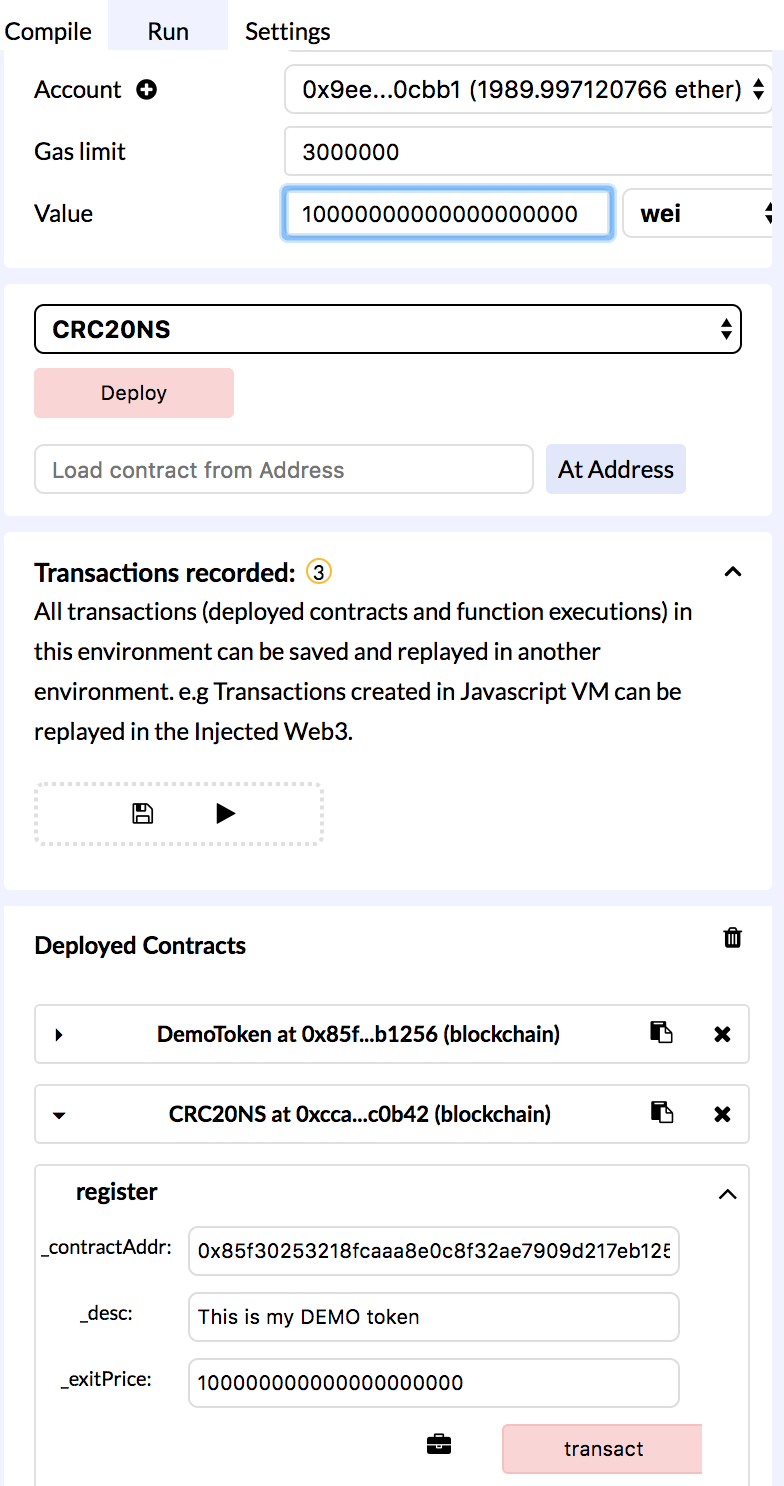 Compile
Run
Settings
Account
0x9ee...0cbb1 (1989.997120766 ether)
Gas limit
3000000
Value
10000000000000000000
wei
CRC20NS
Deploy
Load contract from Address
At Address
Transactions recorded: 3
All transactions (deployed contracts and function executions) in
this environment can be saved and replayed in another
environment. e.g Transactions created in Javascript VM can be
replayed in the Injected Web3.
Deployed Contracts
DemoToken at 0x85f...b1256 (blockchain)
CRC20NS at 0xcca...c0b42 (blockchain)
register
_contractAddr:
0x85f30253218fcaaa8e0c8f32ae7909d217eb125
_desc:
This is my DEMO token
_exitPrice:
100000000000000000000
transact